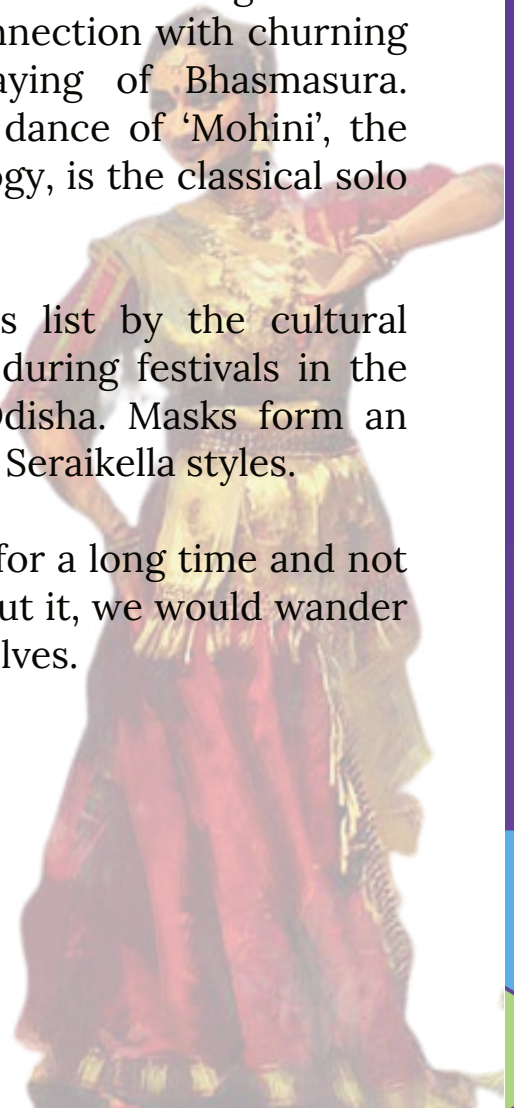 nnection with churning
aying of Bhasmasura.
dance of ‘Mohini’, the
ogy, is the classical solo
s list by the cultural
during festivals in the
Odisha. Masks form an
Seraikella styles.
for a long time and not
ut it, we would wander
lves.